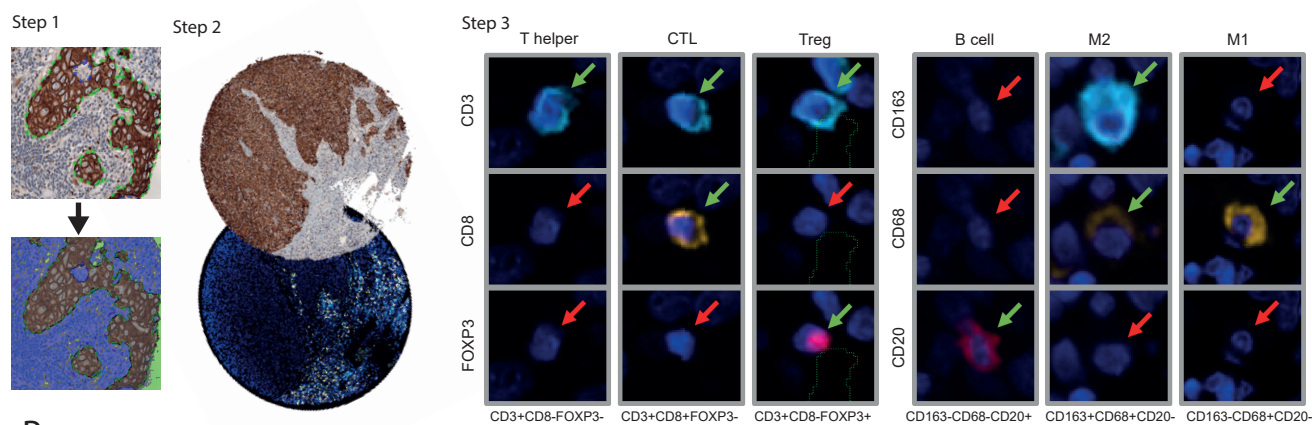 Step 1
Step 2
Step 3
T helper
CTL
Treg
B cell
M2
M1
CD3
CD8
FOXP3
CD163
CD68
CD20
CD3+CD8-FOXP3-
CD3+CD8+FOXP3-
CD3+CD8-FOXP3+
CD163-CD68-CD20+
CD163+CD68+CD20-
CD163-CD68+CD20-